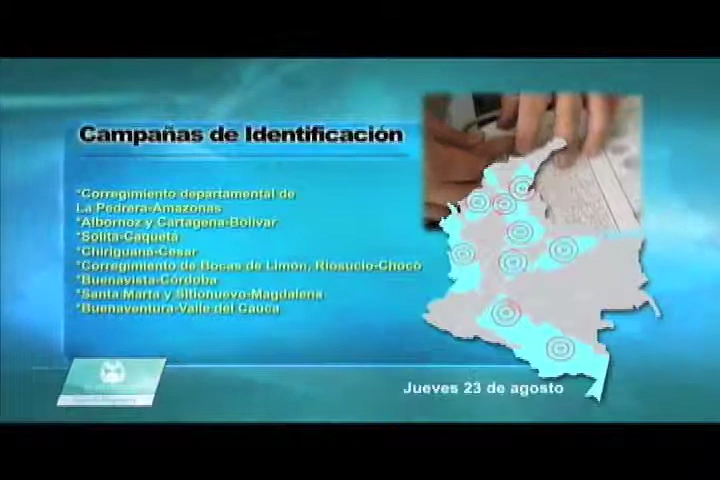 Campañas de Identificación
*Corregimiento departamental de
La Pedrera-Amazonas
*Albornoz y Cartagena-Bolívar
*Solita-Caquetá
*Chiriguana-Cesar
*Corregimiento de Bocas de Limón, Riosucio-Chocó
*Buenavista-Córdoba
*Santa Marta y Sitionuevo-Magdalena
*Buenaventura-Valle del Cauca
Jueves 23 de agosto